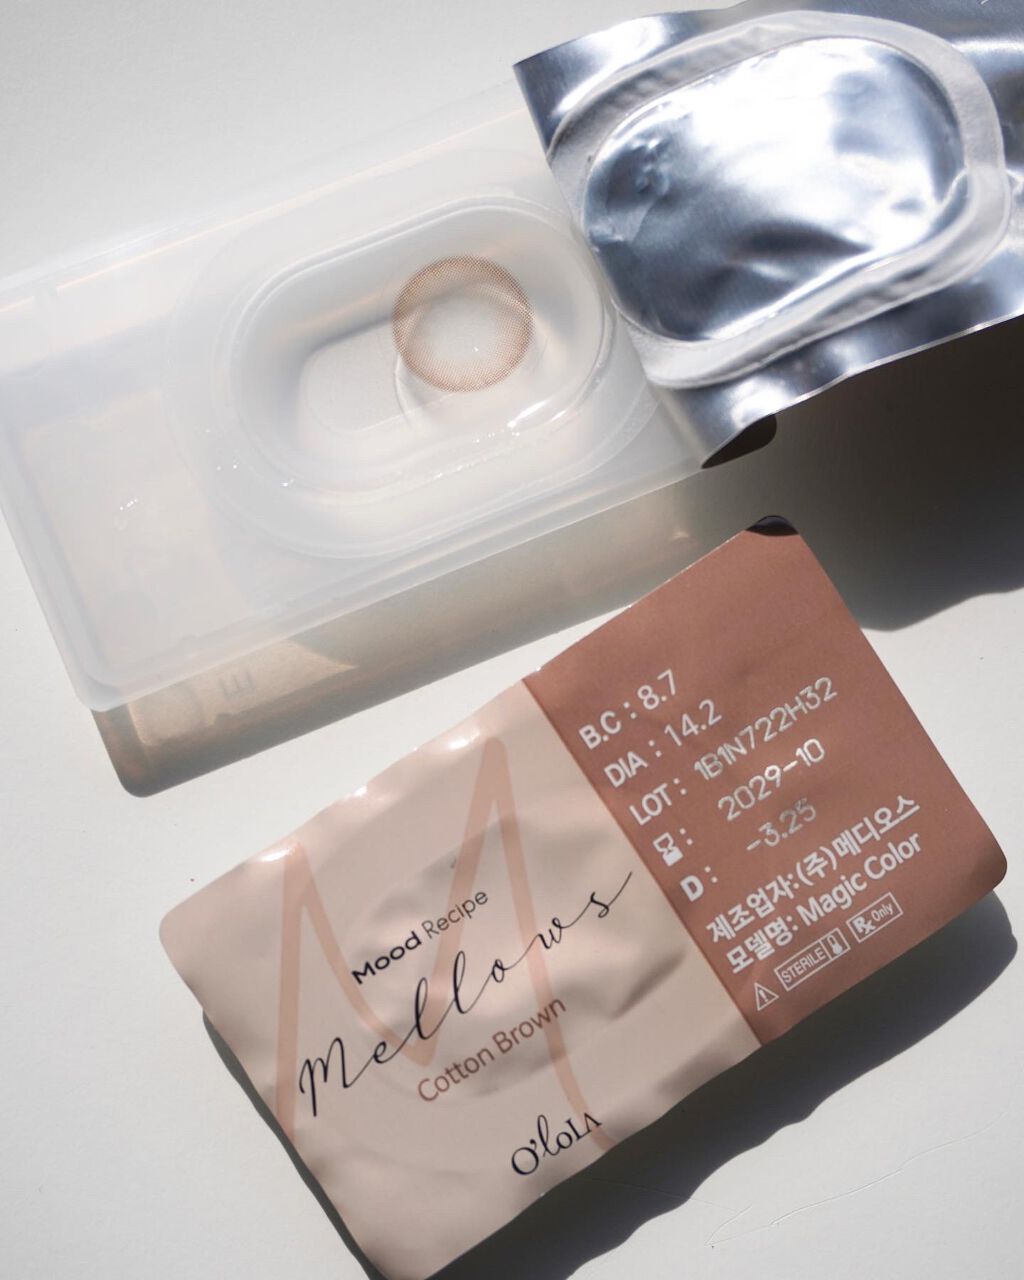 Mood Recipe
Mellows
Cotton Brown
O'loLA
B.C : 8.7
DIA : 14.2
LOT : 1B1N722H32
: 2029-10
D : -3.25
제조업자:(주)메디오스
모델명: Magic Color
STERILE
Rx Only